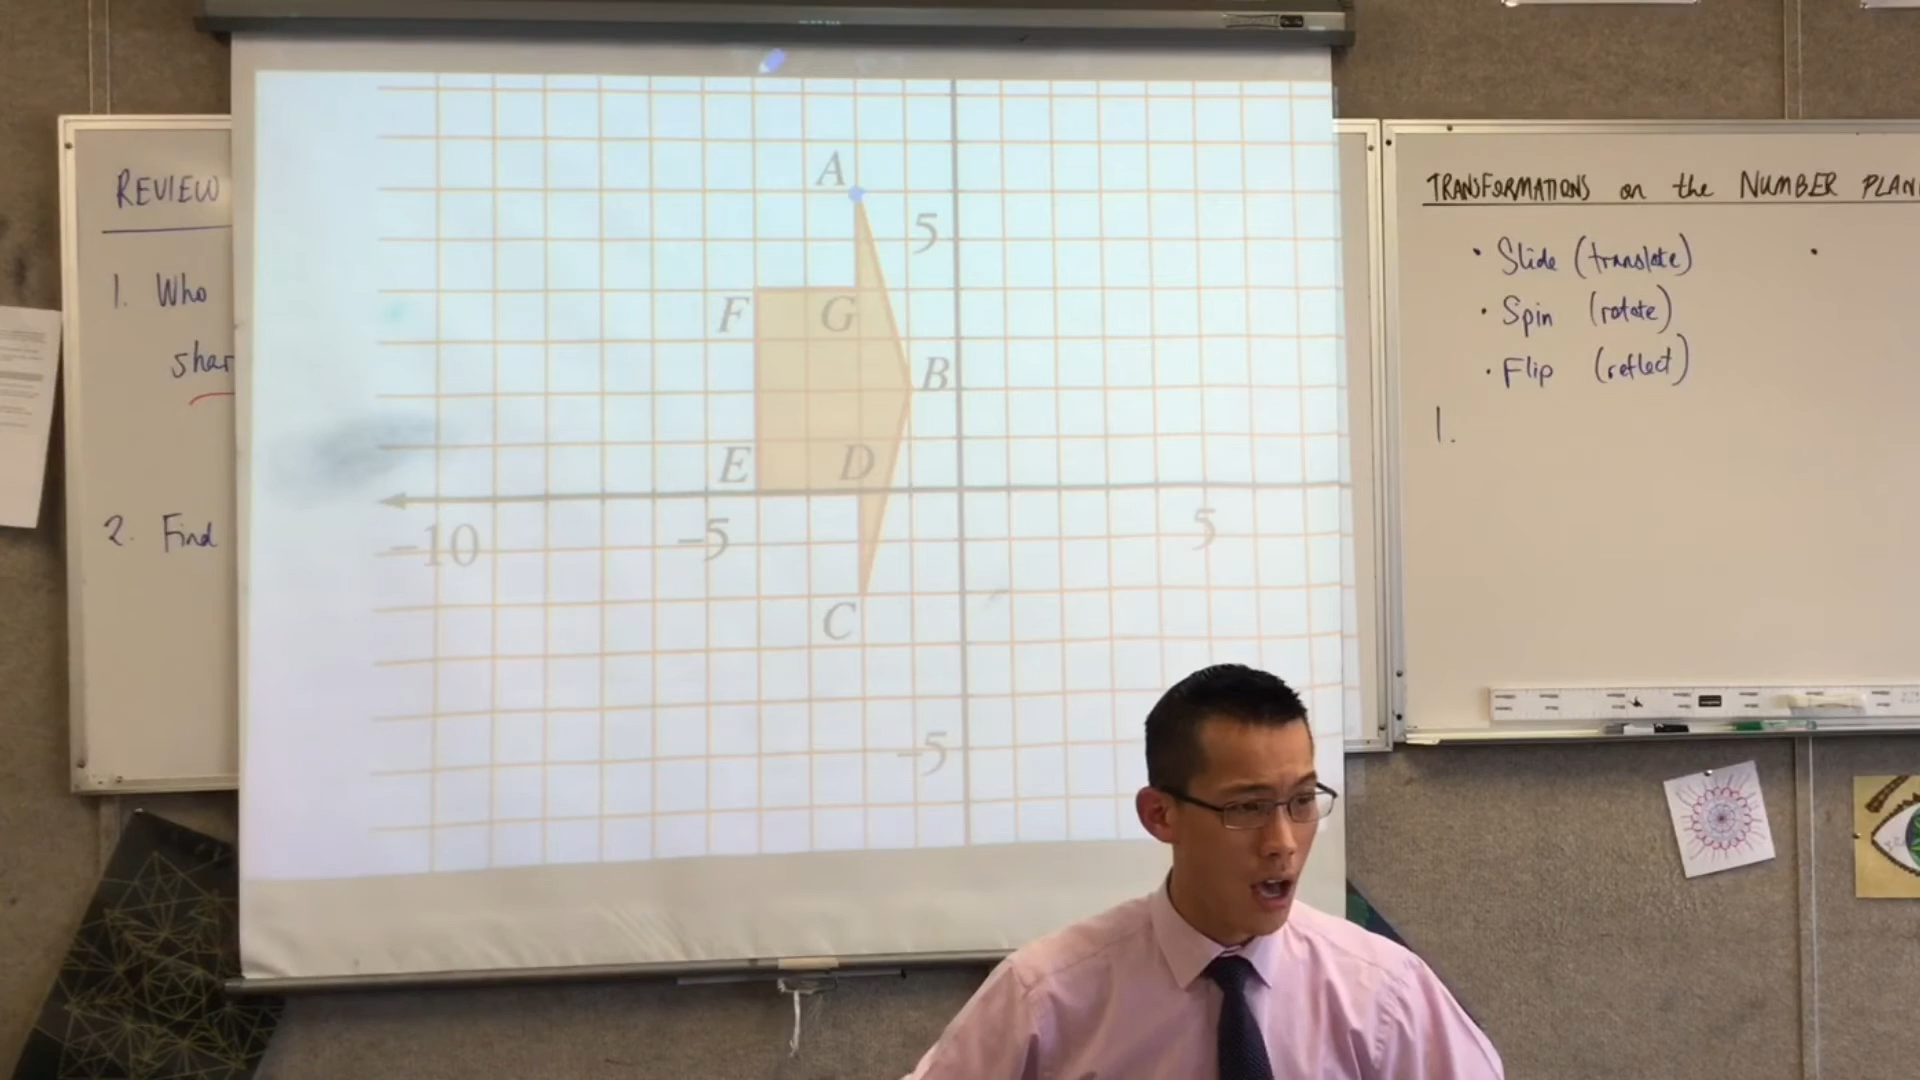 REVIEW
1. Who
shar
2. Find
A
5
F
G
B
E
D
-10
-5
5
C
-5
TRANSFORMATIONS on the NUMBER PLAN
• Slide (translate)
• Spin (rotate)
• Flip (reflect)
1.